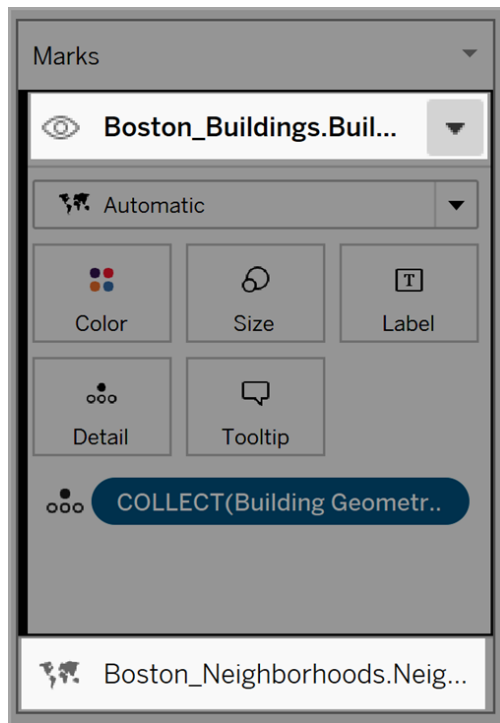 Marks
Boston_Buildings.Buil...
Automatic
Color Size Label
Detail Tooltip
COLLECT(Building Geometr..
Boston_Neighborhoods.Neig...